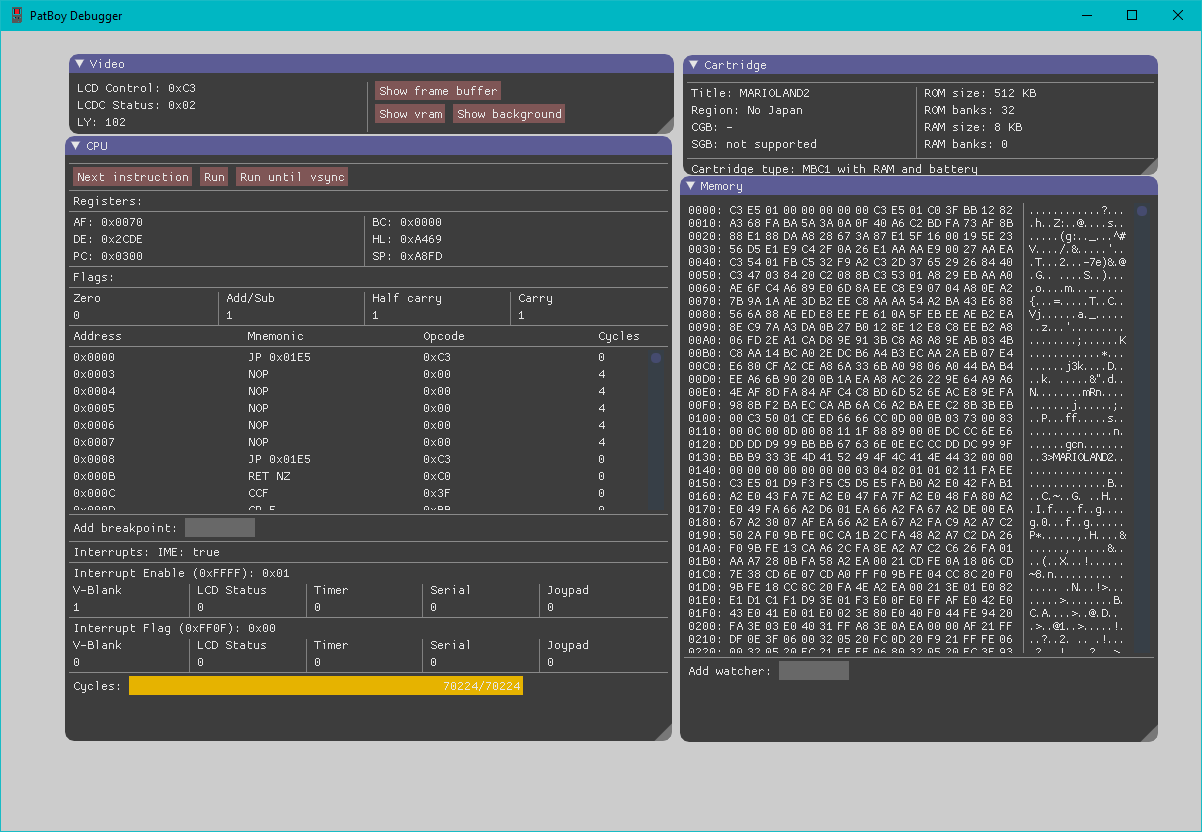 PatBoy Debugger
Video
LCD Control: 0xC3
LCDC Status: 0x02
LY: 102
Show frame buffer
Show vram Show background
CPU
Next instruction Run Run until vsync
Registers:
AF: 0x0070 BC: 0x0000
DE: 0x2CDE HL: 0xA469
PC: 0x0300 SP: 0xA8FD
Flags:
Zero Add/Sub Half carry Carry
0 1 1 1
Address Mnemonic Opcode Cycles
0x0000 JP 0x01E5 0xC3 0
0x0003 NOP 0x00 4
0x0004 NOP 0x00 4
0x0005 NOP 0x00 4
0x0006 NOP 0x00 4
0x0007 NOP 0x00 4
0x0008 JP 0x01E5 0xC3 0
0x000B RET NZ 0xC0 0
0x000C CCF 0x3F 0
Add breakpoint:
Interrupts: IME: true
Interrupt Enable (0xFFFF): 0x01
V-Blank LCD Status Timer Serial Joypad
1 0 0 0 0
Interrupt Flag (0xFF0F): 0x00
V-Blank LCD Status Timer Serial Joypad
0 0 0 0 0
Cycles: 70224/70224
Cartridge
Title: MARIOLAND2 ROM size: 512 KB
Region: No Japan ROM banks: 32
CGB: - RAM size: 8 KB
SGB: not supported RAM banks: 0
Cartridge type: MBC1 with RAM and battery
Memory
0000: C3 E5 01 00 00 00 00 00 C3 E5 01 C0 3F BB 12 82 ............?...
0010: A3 68 FA BA 5A 3A 0A 0F 40 A6 C2 BD FA 73 AF 8B .h..Z:..@....s..
0020: 88 E1 88 DA A8 28 67 3A 87 E1 5F 16 00 19 5E 23 .....(g:.._...^#
0030: 56 D5 E1 E9 C4 2F 0A 26 E1 AA AA E9 00 27 AA EA V..../.&.....'..
0040: C3 54 01 FB C5 32 F9 A2 C3 2D 37 65 29 26 84 40 .T...2...-7e)&.@
0050: C3 47 03 84 20 C2 08 8B C3 53 01 A8 29 EB AA A0 .G.. ....S..)...
0060: AE 6F C4 A6 89 E0 6D 8A EE C8 E9 07 04 A8 0E A2 .o....m.........
0070: 7B 9A 1A AE 3D B2 EE C8 AA AA 54 A2 BA 43 E6 88 {...=.....T..C..
0080: 56 6A 88 AE ED E8 EE FE 61 0A 5F EB EE AE B2 EA Vj......a._.....
0090: 8E C9 7A A3 DA 0B 27 B0 12 8E 12 E8 C8 EE B2 A8 ..z...'.........
00A0: 06 FD 2E A1 CA D8 9E 91 3B C8 A8 A8 9E AB 03 4B ........;......K
00B0: C8 AA 14 BC A0 2E DC B6 A4 B3 EC AA 2A EB 07 E4 ............*...
00C0: E6 80 CF A2 CE A8 6A 33 6B A0 98 06 A0 44 BA B4 ......j3k....D..
00D0: EE A6 6B 90 20 0B 1A EA A8 AC 26 22 9E 64 A9 A6 ..k. .....&".d..
00E0: 4E AF 8D FA 84 AF C4 C8 BD 6D 52 6E AC E8 9E FA N........mRn....
00F0: 98 8B F2 BA EC CA AB 6A C6 A2 BA EE C2 8B 3B EB .......j......;.
0100: 00 C3 50 01 CE ED 66 66 CC 0D 00 0B 03 73 00 83 ..P...ff.....s..
0110: 00 0C 00 0D 00 08 11 1F 88 89 00 0E DC CC 6E E6 ..............n.
0120: DD DD D9 99 BB BB 67 63 6E 0E EC CC DD DC 99 9F ......gcn.......
0130: BB B9 33 3E 4D 41 52 49 4F 4C 41 4E 44 32 00 00 ..3>MARIOLAND2..
0140: 00 00 00 00 00 00 00 03 04 02 01 01 02 11 FA EE ................
0150: C3 E5 01 D9 F3 F5 C5 D5 E5 FA B0 A2 E0 42 FA B1 .............B..
0160: A2 E0 43 FA 7E A2 E0 47 FA 7F A2 E0 48 FA 80 A2 ..C.~..G....H...
0170: E0 49 FA 66 A2 D6 01 EA 66 A2 FA 67 A2 DE 00 EA .I.f....f..g....
0180: 67 A2 30 07 AF EA 66 A2 EA 67 A2 FA C9 A2 A7 C2 g.0...f..g......
0190: 50 2A F0 9B FE 0C CA 1B 2C FA 48 A2 A7 C2 DA 26 P*......,.H....&
01A0: F0 9B FE 13 CA A6 2C FA 8E A2 A7 C2 C6 26 FA 01 ......,......&..
01B0: AA A7 28 0B FA 58 A2 EA 00 21 CD FE 0A 18 06 CD ..(..X...!......
01C0: 7E 38 CD 6E 07 CD A0 FF F0 9B FE 04 CC 8C 20 F0 ~8.n.......... .
01D0: 9B FE 18 CC 8C 20 FA 4E A2 EA 00 21 3E 01 E0 82 ..... .N...!>...
01E0: E1 D1 C1 F1 D9 3E 01 F3 E0 0F E0 FF AF E0 42 E0 .....>........B.
01F0: 43 E0 41 E0 01 E0 02 3E 80 E0 40 F0 44 FE 94 20 C.A....>..@.D..
0200: FA 3E 03 E0 40 31 FF A8 3E 0A EA 00 00 AF 21 FF .>..@1..>.....!.
0210: DF 0E 3F 06 00 32 05 20 FC 0D 20 F9 21 FF FE 06 ..?..2. .. .!...
Add watcher: